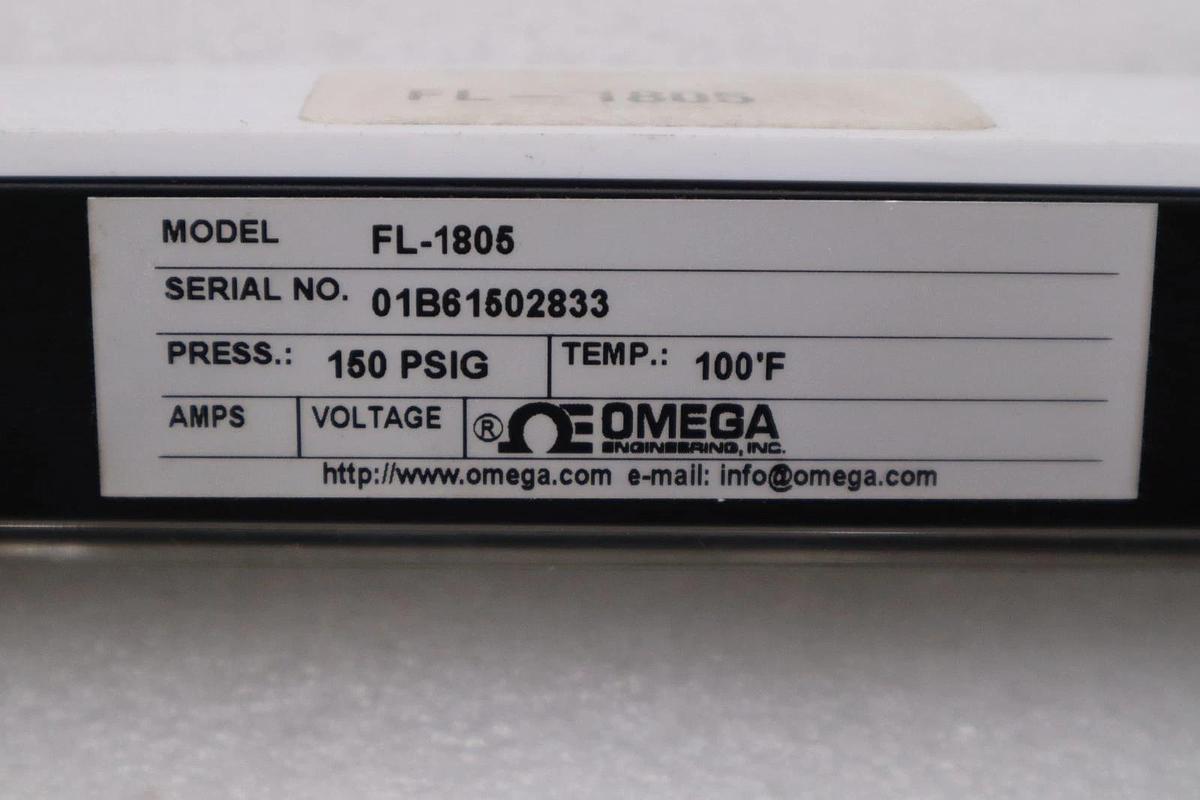 FL-1805
MODEL FL-1805
SERIAL NO. 01B61502833
PRESS.: 150 PSIG TEMP.: 100'F
AMPS VOLTAGE ® OMEGA
ENGINEERING, INC.
http://www.omega.com e-mail: info@omega.com